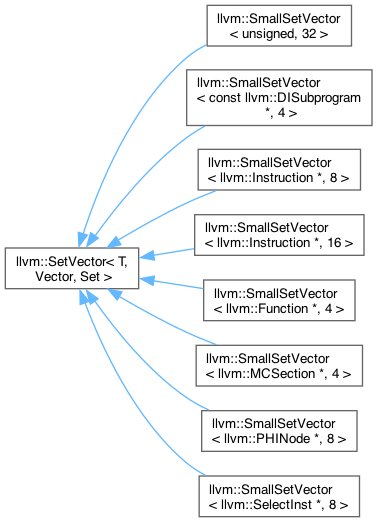 llvm::SmallSetVector
< unsigned, 32 >
llvm::SmallSetVector
< const llvm::DISubprogram
*, 4 >
llvm::SmallSetVector
< llvm::Instruction *, 8 >
llvm::SmallSetVector
< llvm::Instruction *, 16 >
llvm::SetVector< T,
Vector, Set >
llvm::SmallSetVector
< llvm::Function *, 4 >
llvm::SmallSetVector
< llvm::MCSection *, 4 >
llvm::SmallSetVector
< llvm::PHINode *, 8 >
llvm::SmallSetVector
< llvm::SelectInst *, 8 >